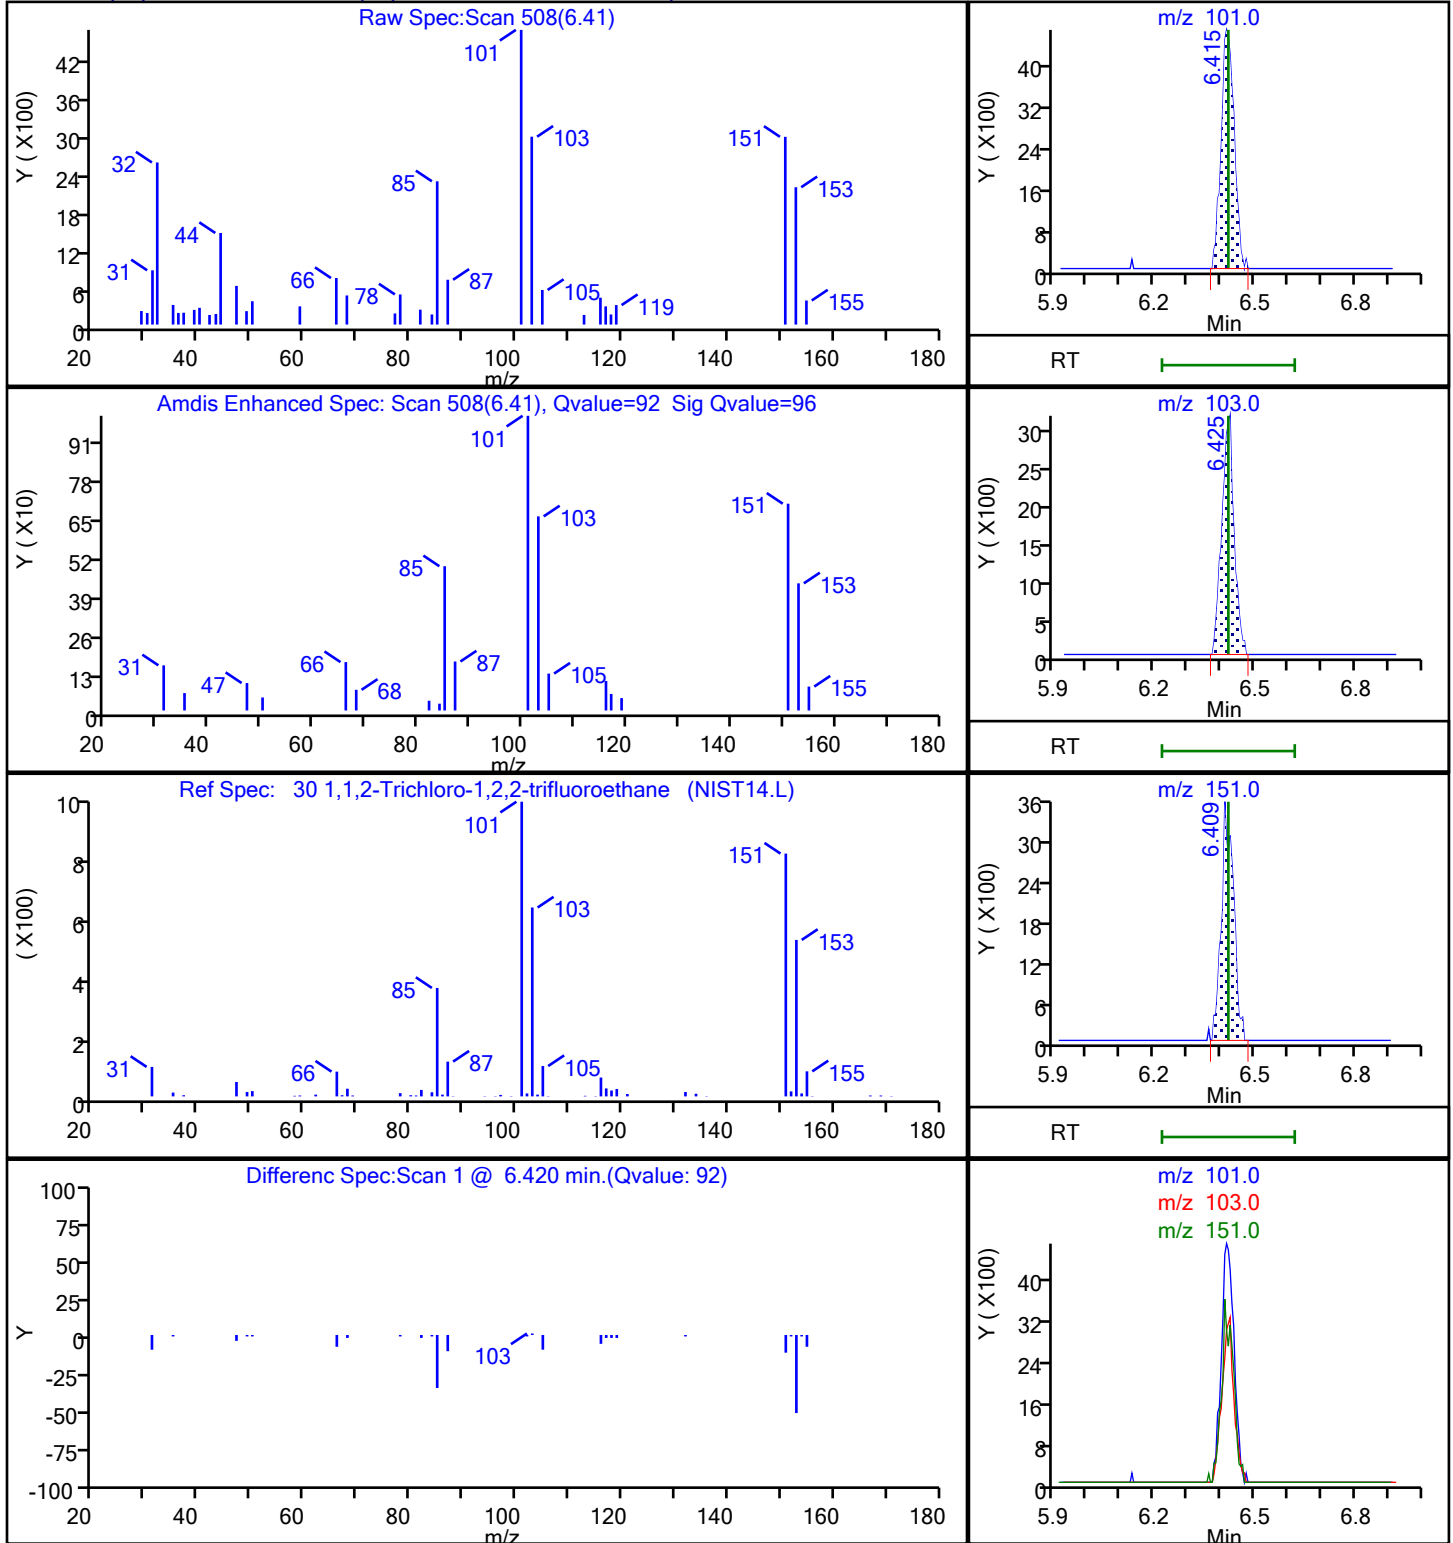 Raw Spec:Scan 508(6.41)
Y ( X100)
42
36
30
24
18
12
6
0
101
103
151
153
155
32
31
44
66
78
85
87
105
119
20 40 60 80 100 120 140 160 180
m/z
m/z 101.0
Y ( X100)
40
32
24
16
8
0
6.415
5.9 6.2 6.5 6.8
Min
RT
Amdis Enhanced Spec: Scan 508(6.41), Qvalue=92 Sig Qvalue=96
Y ( X10)
91
78
65
52
39
26
13
0
101
103
151
153
155
85
87
31
47
66
68
105
20 40 60 80 100 120 140 160 180
m/z
m/z 103.0
Y ( X100)
30
25
20
15
10
5
0
6.425
5.9 6.2 6.5 6.8
Min
RT
Ref Spec: 30 1,1,2-Trichloro-1,2,2-trifluoroethane (NIST14.L)
( X100)
10
8
6
4
2
0
101
103
151
153
155
85
87
31
66
105
20 40 60 80 100 120 140 160 180
m/z
m/z 151.0
Y ( X100)
36
30
24
18
12
6
0
6.409
5.9 6.2 6.5 6.8
Min
RT
Differenc Spec:Scan 1 @ 6.420 min.(Qvalue: 92)
Y
100
75
50
25
0
-25
-50
-75
-100
103
20 40 60 80 100 120 140 160 180
m/z
m/z 101.0
m/z 103.0
m/z 151.0
Y ( X100)
40
32
24
16
8
0
5.9 6.2 6.5 6.8
Min